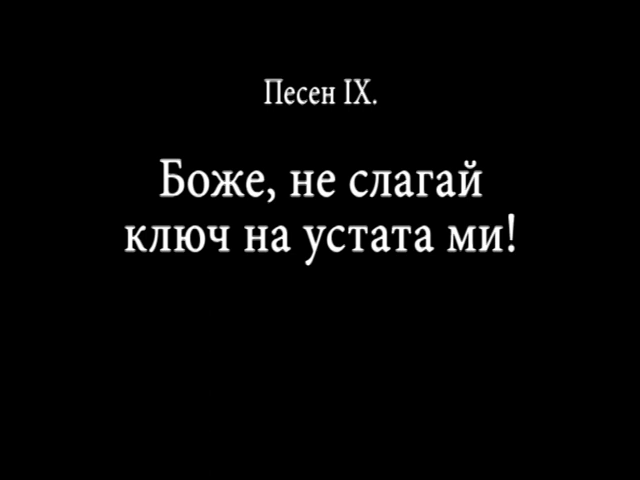 Песен IX.
Боже, не слагай
ключ на устата ми!